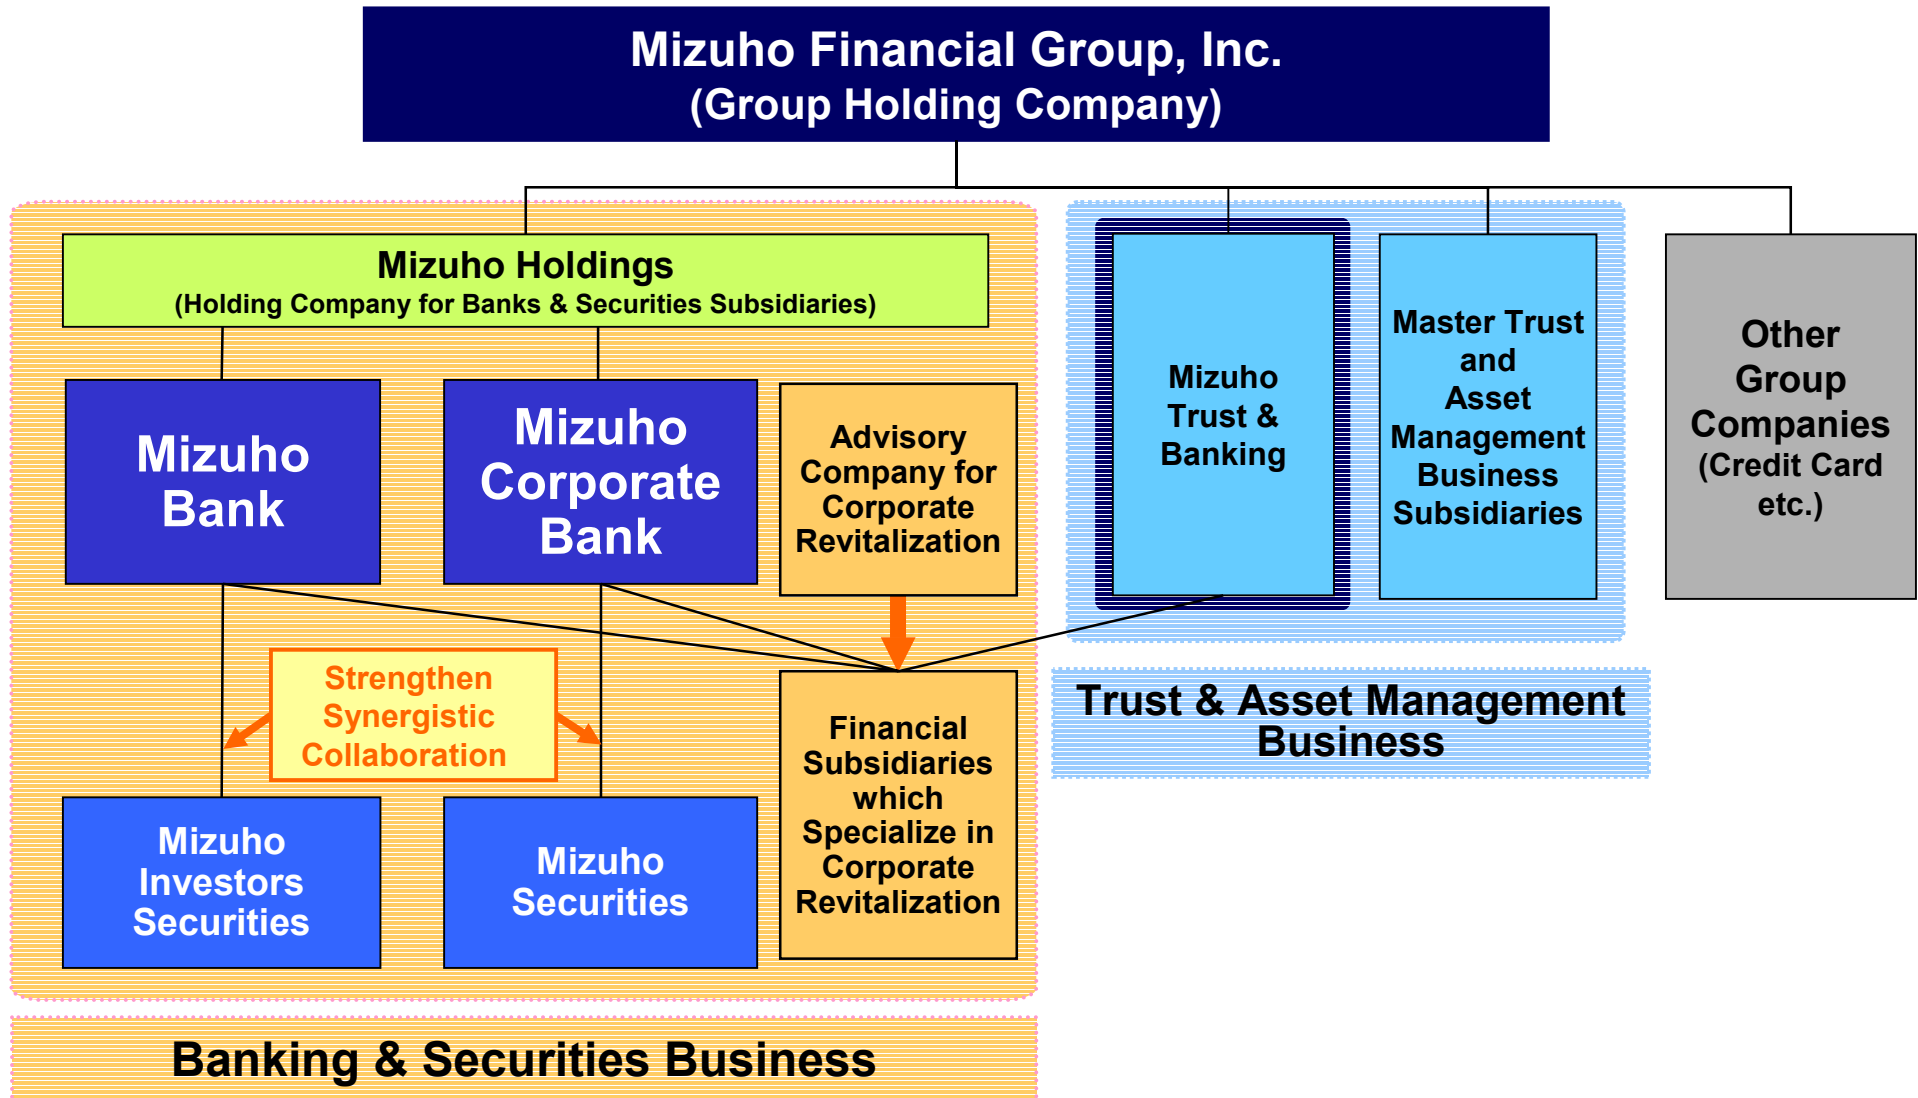 Mizuho Financial Group, Inc.
(Group Holding Company)
Mizuho Holdings
(Holding Company for Banks & Securities Subsidiaries)
Mizuho
Bank
Mizuho
Corporate
Bank
Advisory
Company for
Corporate
Revitalization
Mizuho
Trust &
Banking
Master Trust
and
Asset
Management
Business
Subsidiaries
Other
Group
Companies
(Credit Card
etc.)
Strengthen
Synergistic
Collaboration
Financial
Subsidiaries
which
Specialize in
Corporate
Revitalization
Trust & Asset Management
Business
Mizuho
Investors
Securities
Mizuho
Securities
Banking & Securities Business